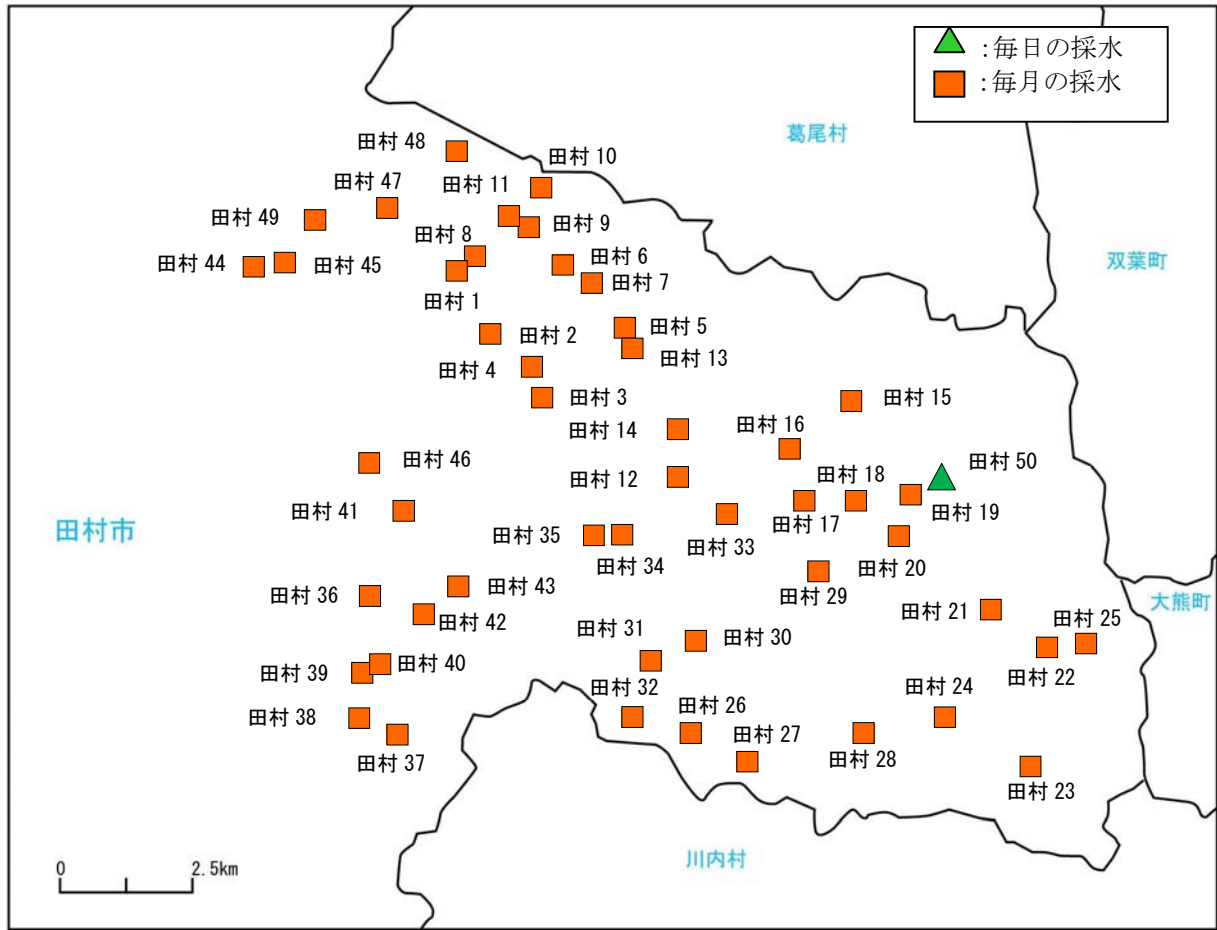 :毎日の採水
:毎月の採水
葛尾村
田村 48
田村 10
田村 47
田村 11
田村 49
田村 9
田村 8
田村 6
田村 44
田村 45
双葉町
田村 7
田村 1
田村 5
田村 2
田村 13
田村 4
田村 3
田村 15
田村 14
田村 16
田村 46
田村 50
田村 12
田村 18
田村 41
田村 19
田村市
田村 17
田村 35
田村 33
田村 34
田村 20
田村 43
田村 29
田村 36
大熊町
田村 21
田村 42
田村 25
田村 31
田村 30
田村 40
田村 39
田村 22
田村 32
田村 24
田村 26
田村 38
田村 27
田村 28
田村 37
田村 23
川内村
0 2.5km